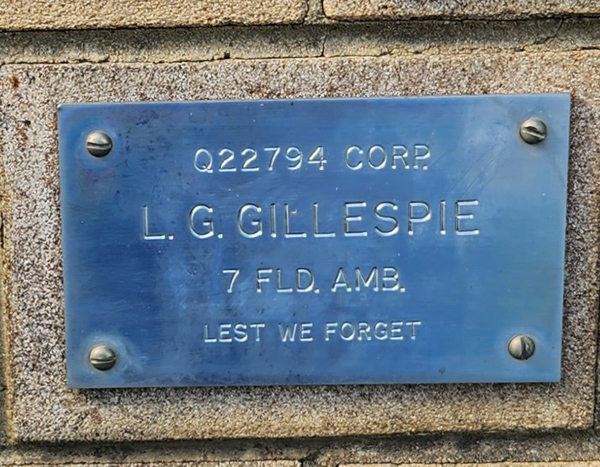 Q22794 CORP.
L. G. GILLESPIE
7 FLD. AMB.
LEST WE FORGET